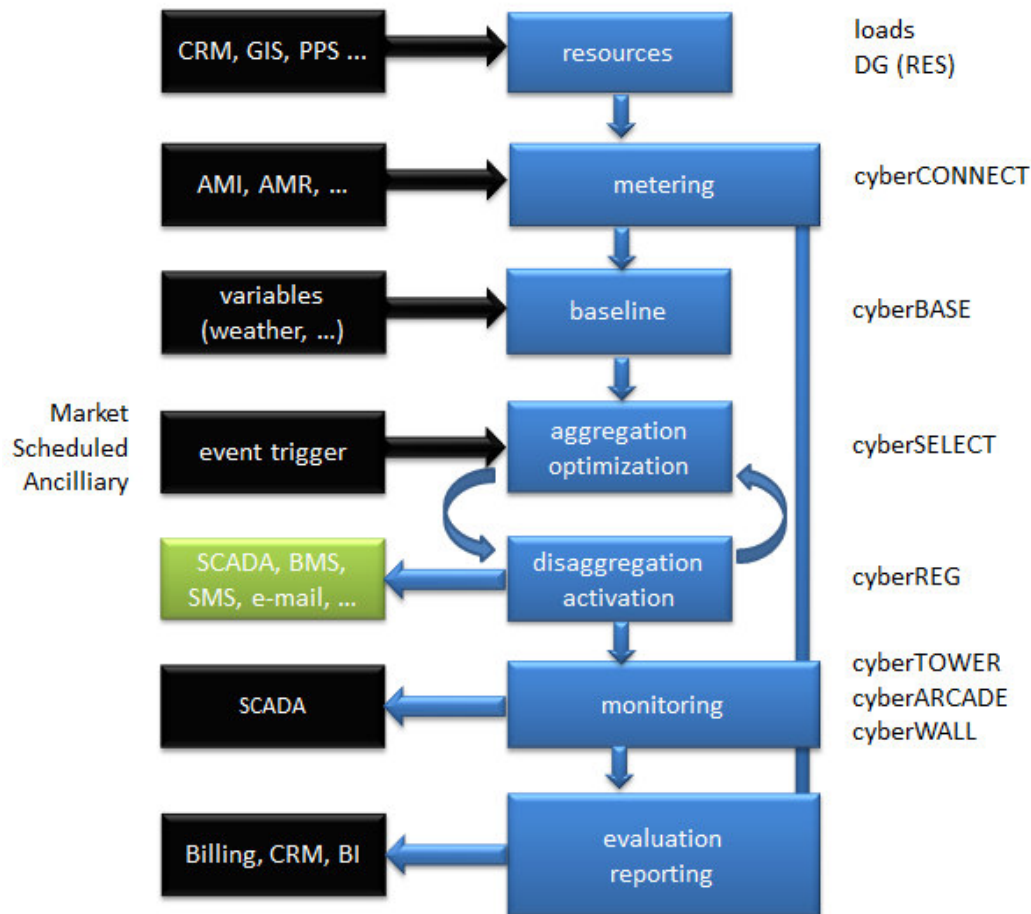 CRM, GIS, PPS ...
resources
loads
DG (RES)
AMI, AMR, ...
metering
cyberCONNECT
variables
(weather, ...)
baseline
cyberBASE
Market
Scheduled
Ancilliary
event trigger
aggregation
optimization
cyberSELECT
SCADA, BMS,
SMS, e-mail, ...
disaggregation
activation
cyberREG
SCADA
monitoring
cyberTOWER
cyberARCADE
cyberWALL
Billing, CRM, BI
evaluation
reporting